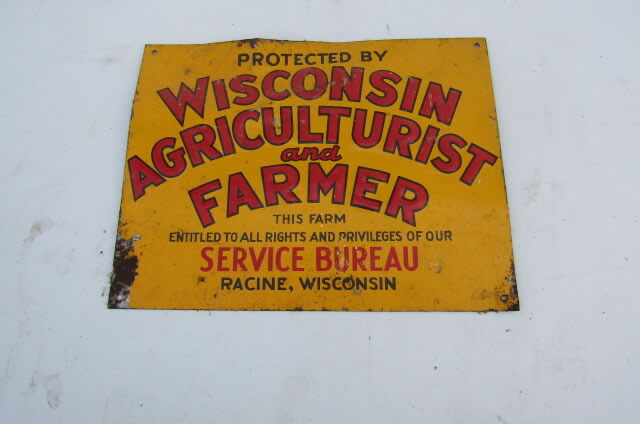 PROTECTED BY
WISCONSIN
AGRICULTURIST
and
FARMER
THIS FARM
ENTITLED TO ALL RIGHTS AND PRIVILEGES OF OUR
SERVICE BUREAU
RACINE, WISCONSIN